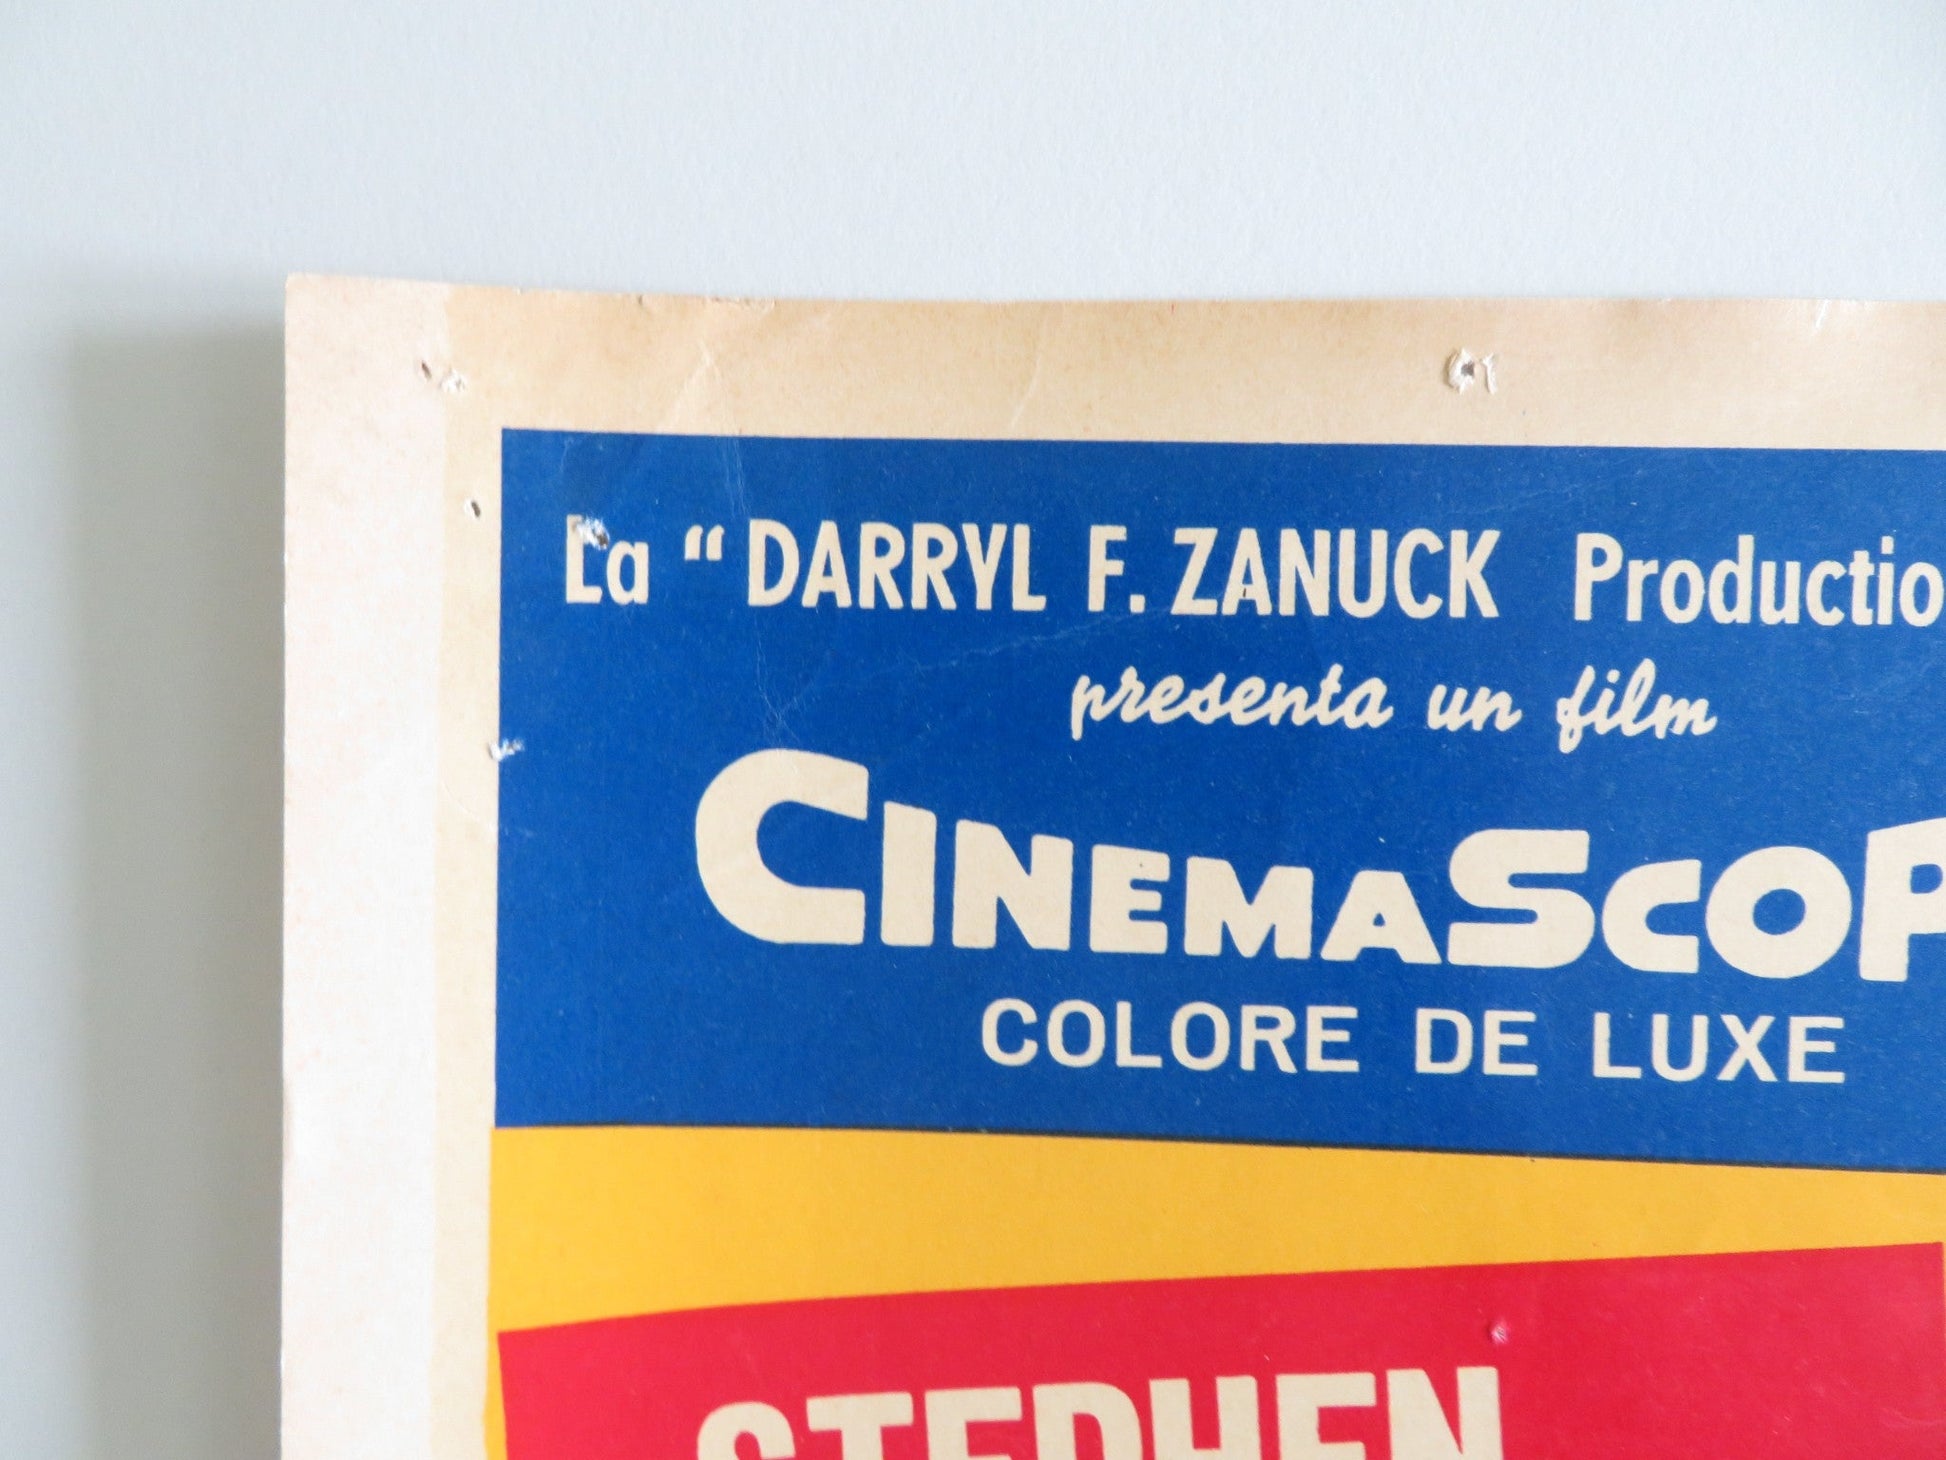 La “DARRYL F. ZANUCK Productio
presenta un film
CINEMASCOP
COLORE DE LUXE
STEPHEN